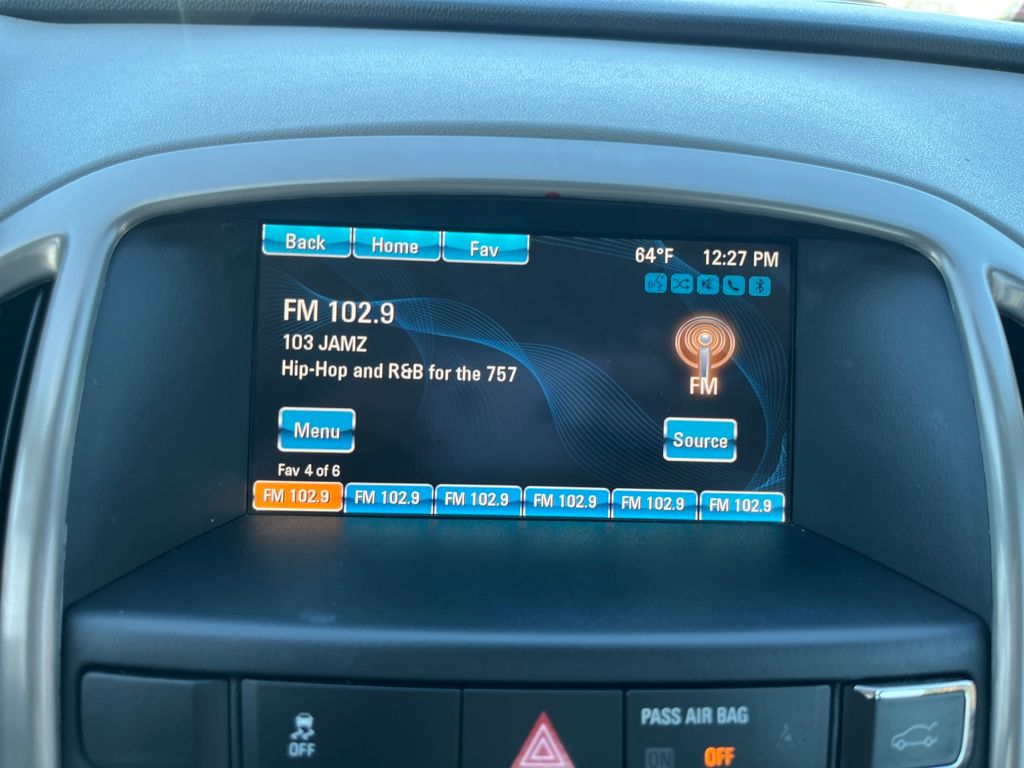 Back Home Fav
64°F 12:27 PM
FM 102.9
103 JAMZ
Hip-Hop and R&B for the 757
FM
Menu
Source
Fav 4 of 6
FM 102.9 FM 102.9 FM 102.9 FM 102.9 FM 102.9 FM 102.9
PASS AIR BAG
OFF
ON OFF